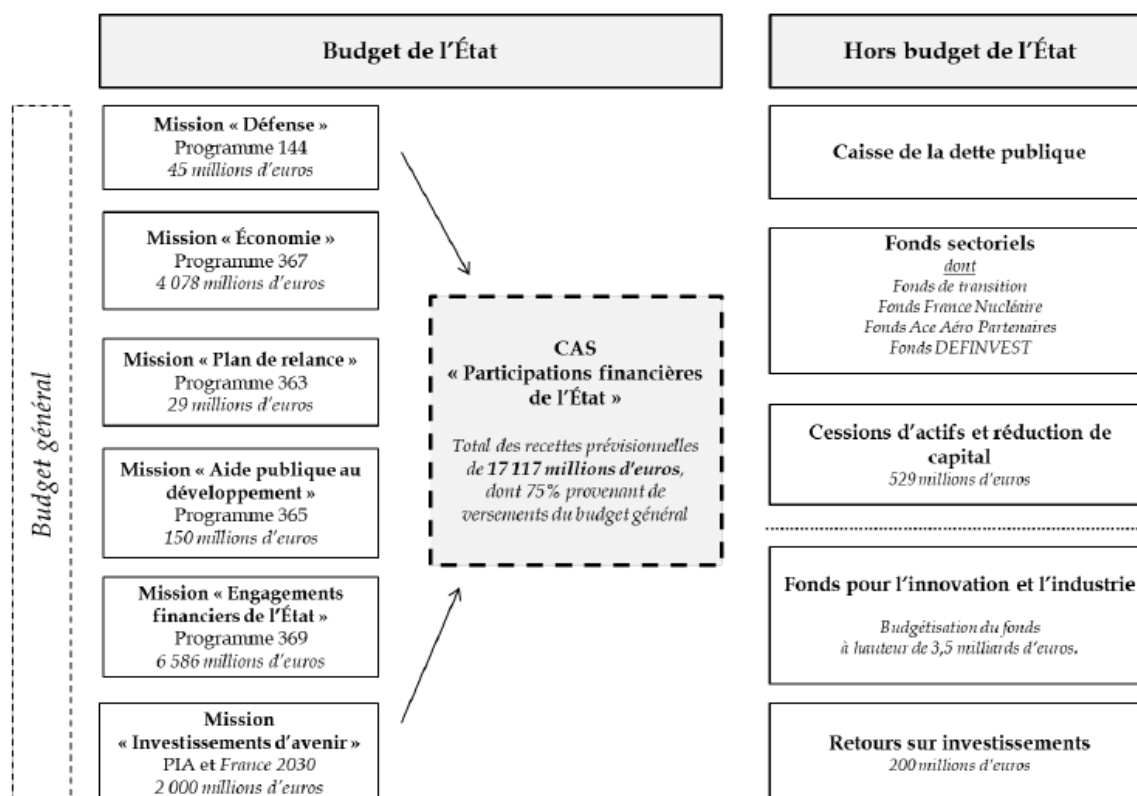 Budget de l'État
Hors budget de l'État
Budget général
Mission « Défense »
Programme 144
45 millions d'euros
Mission « Économie »
Programme 367
4 078 millions d'euros
Mission « Plan de relance »
Programme 363
29 millions d'euros
Mission « Aide publique au
développement »
Programme 365
150 millions d'euros
Mission « Engagements
financiers de l'État »
Programme 369
6 586 millions d'euros
Mission
« Investissements d'avenir »
PIA et France 2030
2 000 millions d'euros
CAS
« Participations financières
de l'État »
Total des recettes prévisionnelles
de 17 117 millions d'euros,
dont 75% provenant de
versements du budget général
Caisse de la dette publique
Fonds sectoriels
dont
Fonds de transition
Fonds France Nucléaire
Fonds Ace Aéro Partenaires
Fonds DEFINVEST
Cessions d'actifs et réduction de
capital
529 millions d'euros
Fonds pour l'innovation et l'industrie
Budgétisation du fonds
à hauteur de 3,5 milliards d'euros.
Retours sur investissements
200 millions d'euros